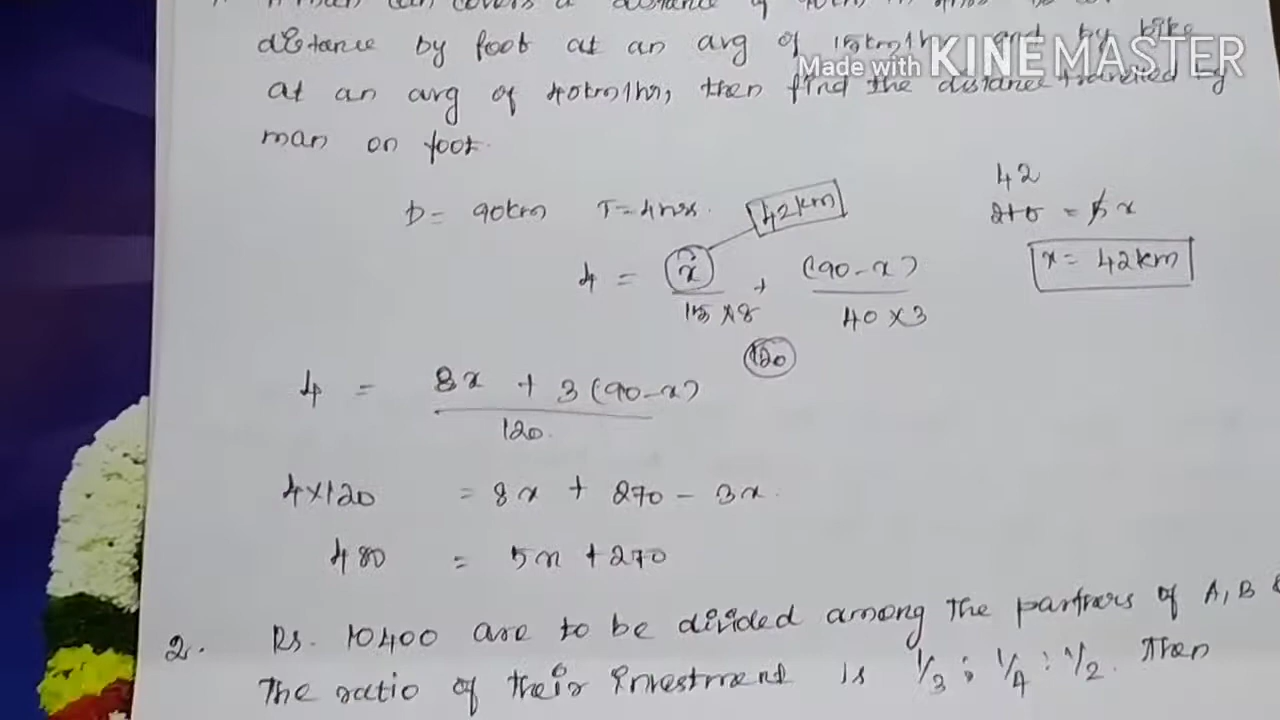 distance by foot at an avg of 15km/hr and by bike
Made with KINEMASTER
at an avg of 40km/hr, then find the distance travelled by
man on foot.
D = 90km T = 4hrs.
42km
42
210 = 5x
x = 42km
4 = x / 15×8 + (90-x) / 40×3
120
4 = 8x + 3(90-x) / 120
4×120 = 8x + 270 - 3x
480 = 5x + 270
2. Rs. 10400 are to be divided among the partners of A, B &
The ratio of their investment is 1/3 : 1/4 : 1/2. Then